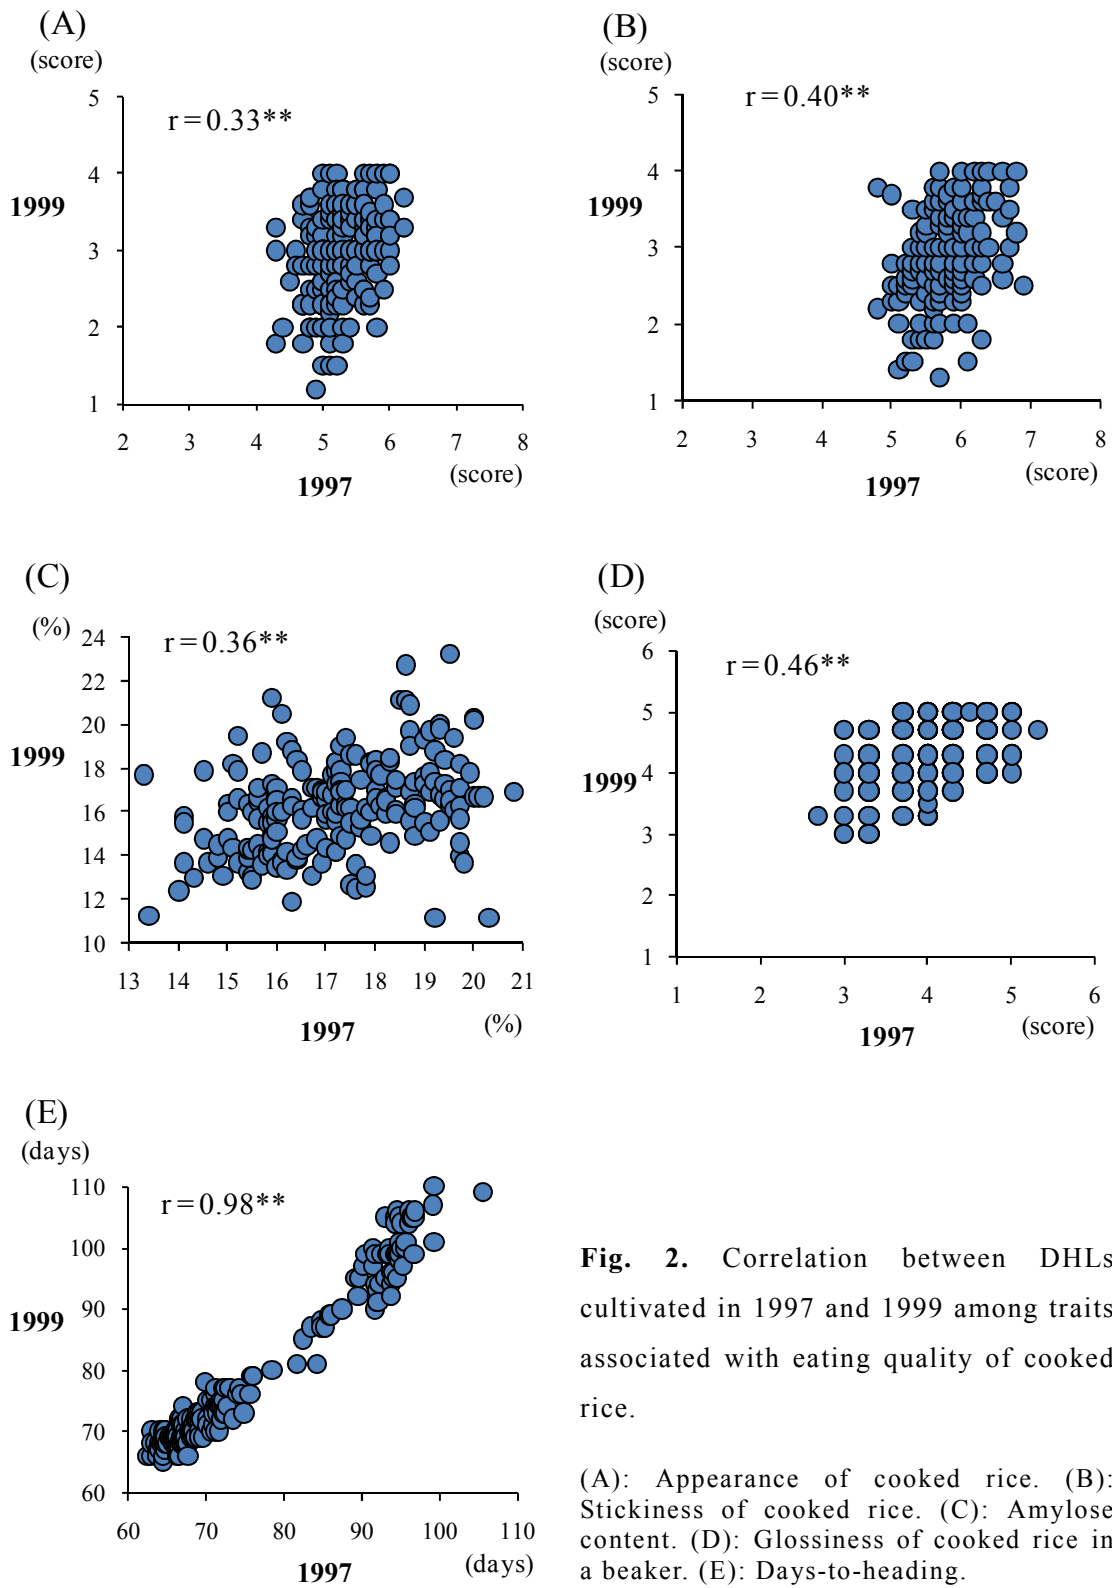 (A)
(score)
r=0.33**
5
4
1999
3
2
1
2 3 4 5 6 7 8
(score)
1997
(B)
(score)
r=0.40**
5
4
1999
3
2
1
2 3 4 5 6 7 8
(score)
1997
(C)
(%)
r=0.36**
24
22
20
1999
18
16
14
12
10
13 14 15 16 17 18 19 20 21
(%)
1997
(D)
(score)
r=0.46**
6
5
4
1999
3
2
1
1 2 3 4 5 6
(score)
1997
(E)
(days)
r=0.98**
110
100
90
1999
80
70
60
60 70 80 90 100 110
(days)
1997
Fig. 2. Correlation between DHLs
cultivated in 1997 and 1999 among traits
associated with eating quality of cooked
rice.
(A): Appearance of cooked rice. (B):
Stickiness of cooked rice. (C): Amylose
content. (D): Glossiness of cooked rice in
a beaker. (E): Days-to-heading.